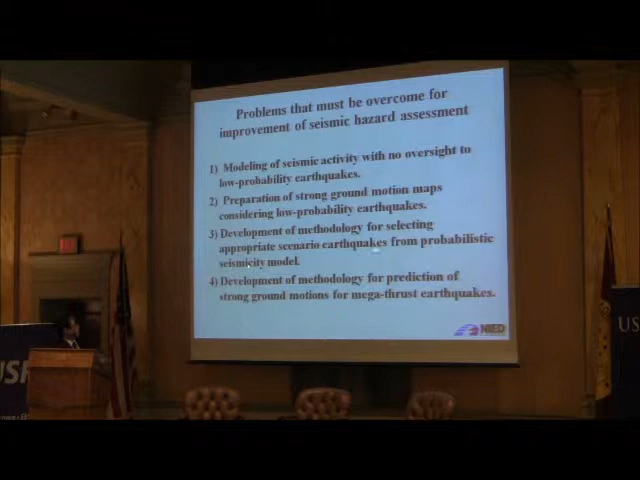 Problems that must be overcome for
improvement of seismic hazard assessment
1) Modeling of seismic activity with no oversight to
low-probability earthquakes.
2) Preparation of strong ground motion maps
considering low-probability earthquakes.
3) Development of methodology for selecting
appropriate scenario earthquakes from probabilistic
seismicity model.
4) Development of methodology for prediction of
strong ground motions for mega-thrust earthquakes.
NIED
US